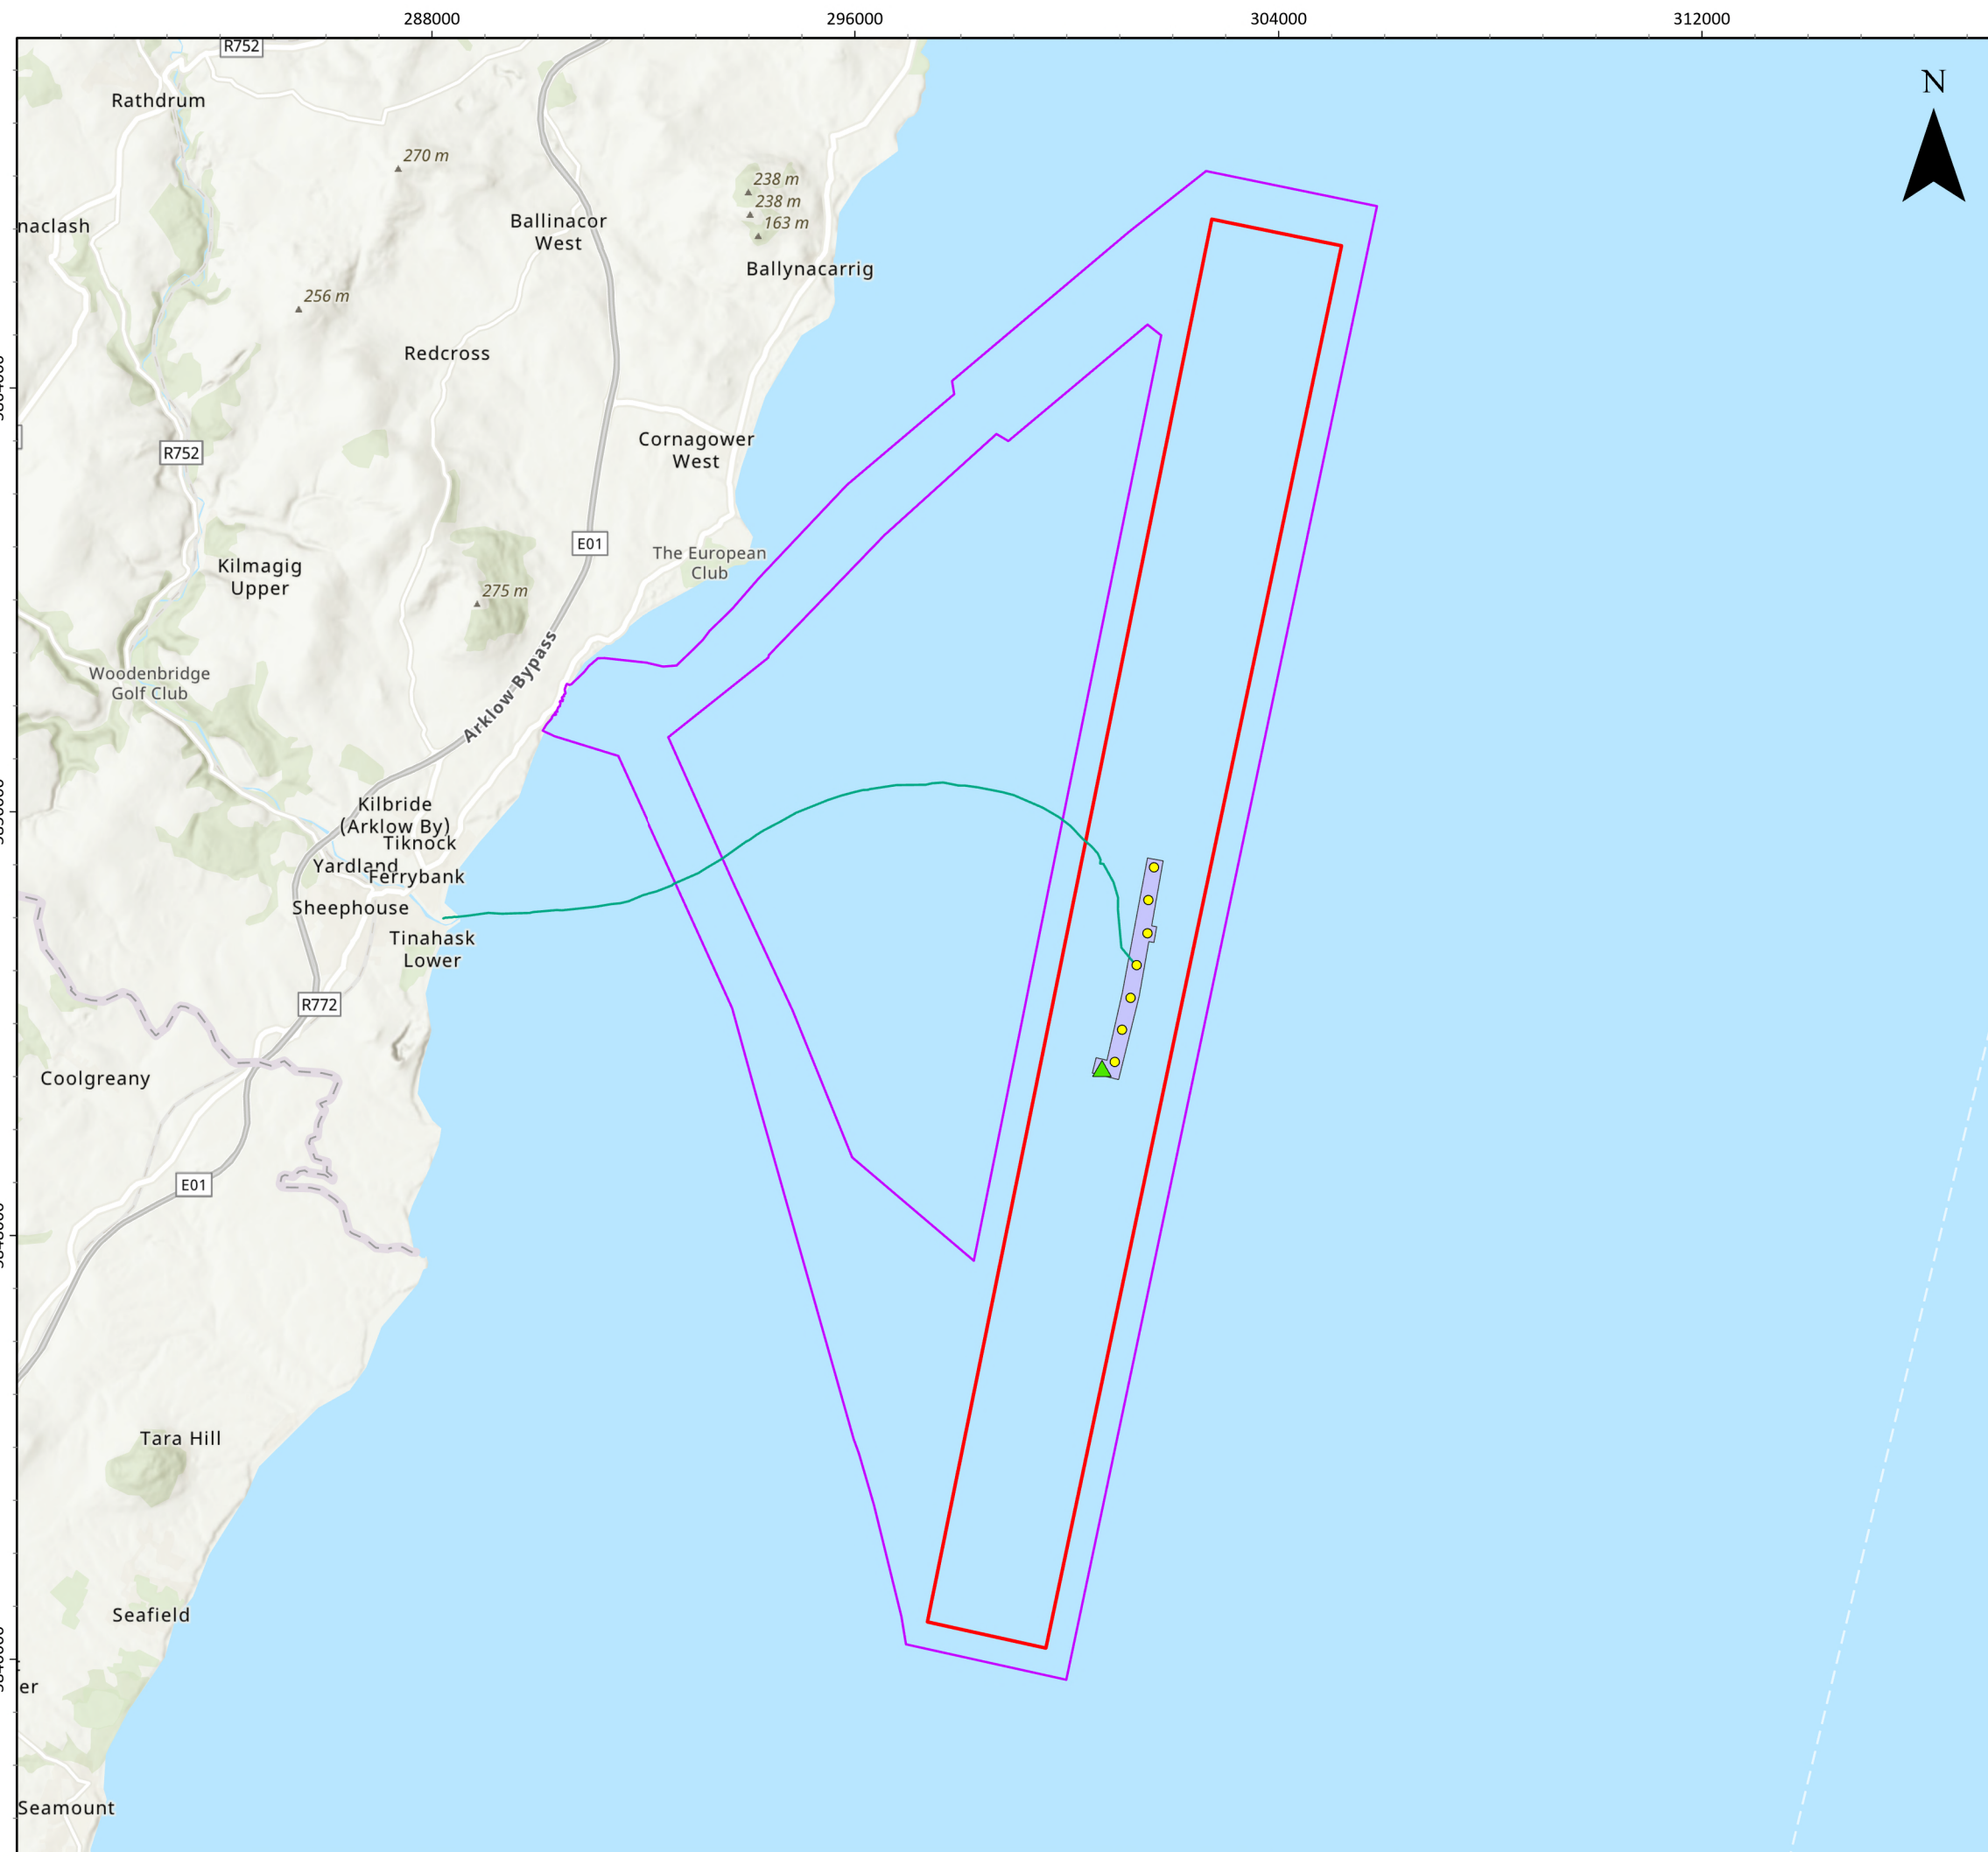 288000
296000
304000
312000
R752
N
Rathdrum
270 m
238 m
238 m
163 m
naclash
Ballinacor
West
Ballynacarrig
256 m
Redcross
R752
Cornagower
West
E01
The European
Club
Kilmagig
Upper
275 m
Arklow Bypass
Woodenbridge
Golf Club
Kilbride
(Arklow By)
Tiknock
Yardland
Ferrybank
Sheephouse
Tinahask
Lower
R772
Coolgreany
E01
Tara Hill
Seafield
er
Seamount